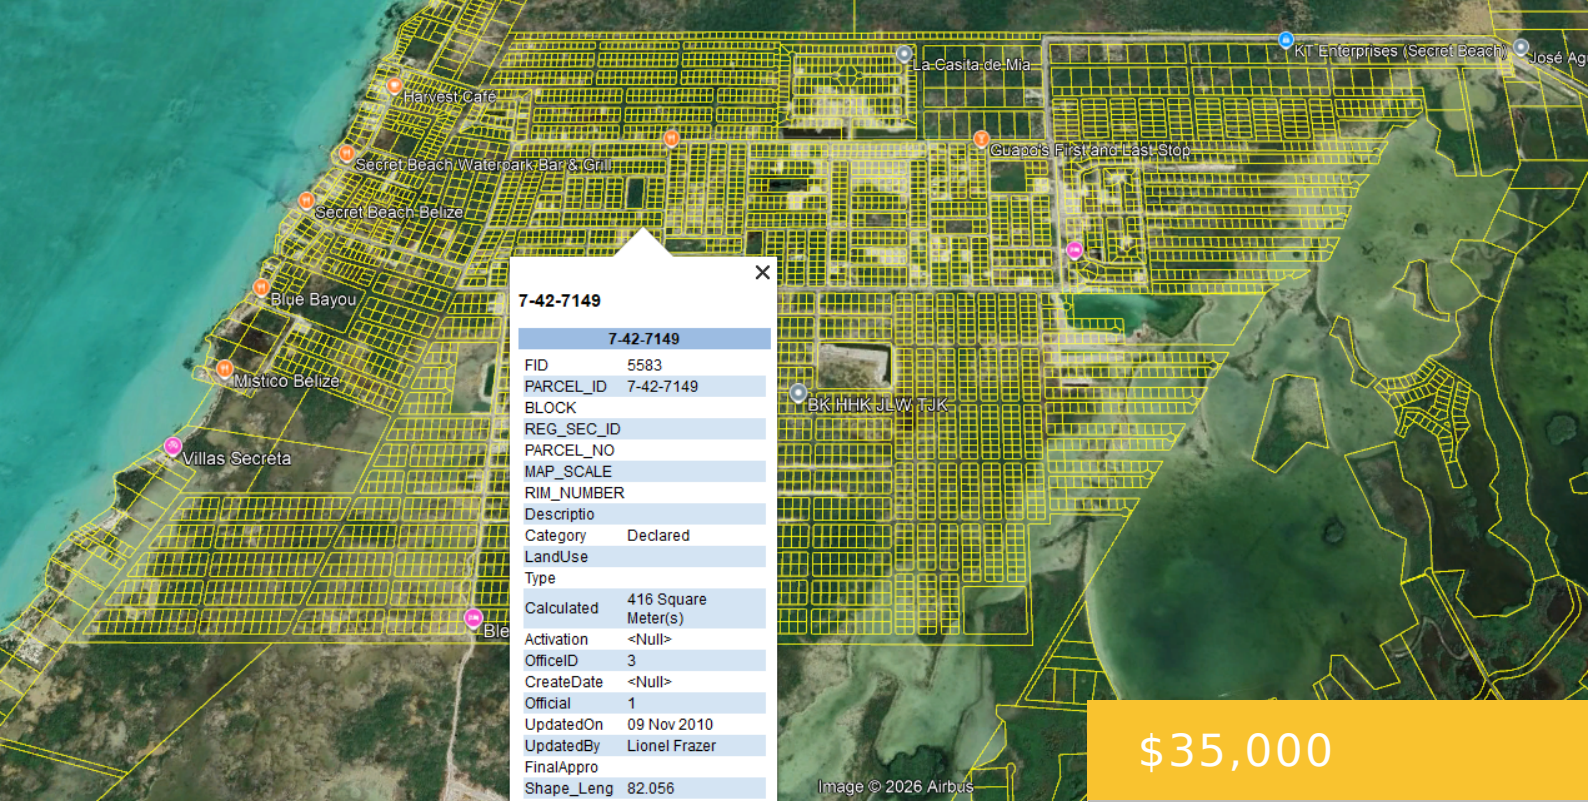 KT Enterprises (Secret Beach)
La Casita de Mia
Harvest Café
Guapo's First and Last Stop
Secret Beach Waterpark Bar & Grill
Secret Beach Belize
Blue Bayou
Mistico Belize
BK HHK JLW TJK
Villas Secreta
7-42-7149
7-42-7149
FID 5583
PARCEL_ID 7-42-7149
BLOCK
REG_SEC_ID
PARCEL_NO
MAP_SCALE
RIM_NUMBER
Descriptio
Category Declared
LandUse
Type
Calculated 416 Square
Meter(s)
Activation <Null>
OfficeID 3
CreateDate <Null>
Official 1
UpdatedOn 09 Nov 2010
UpdatedBy Lionel Frazer
FinalAppro
Shape_Leng 82.056
Ble
Image © 2026 Airbus
$35,000